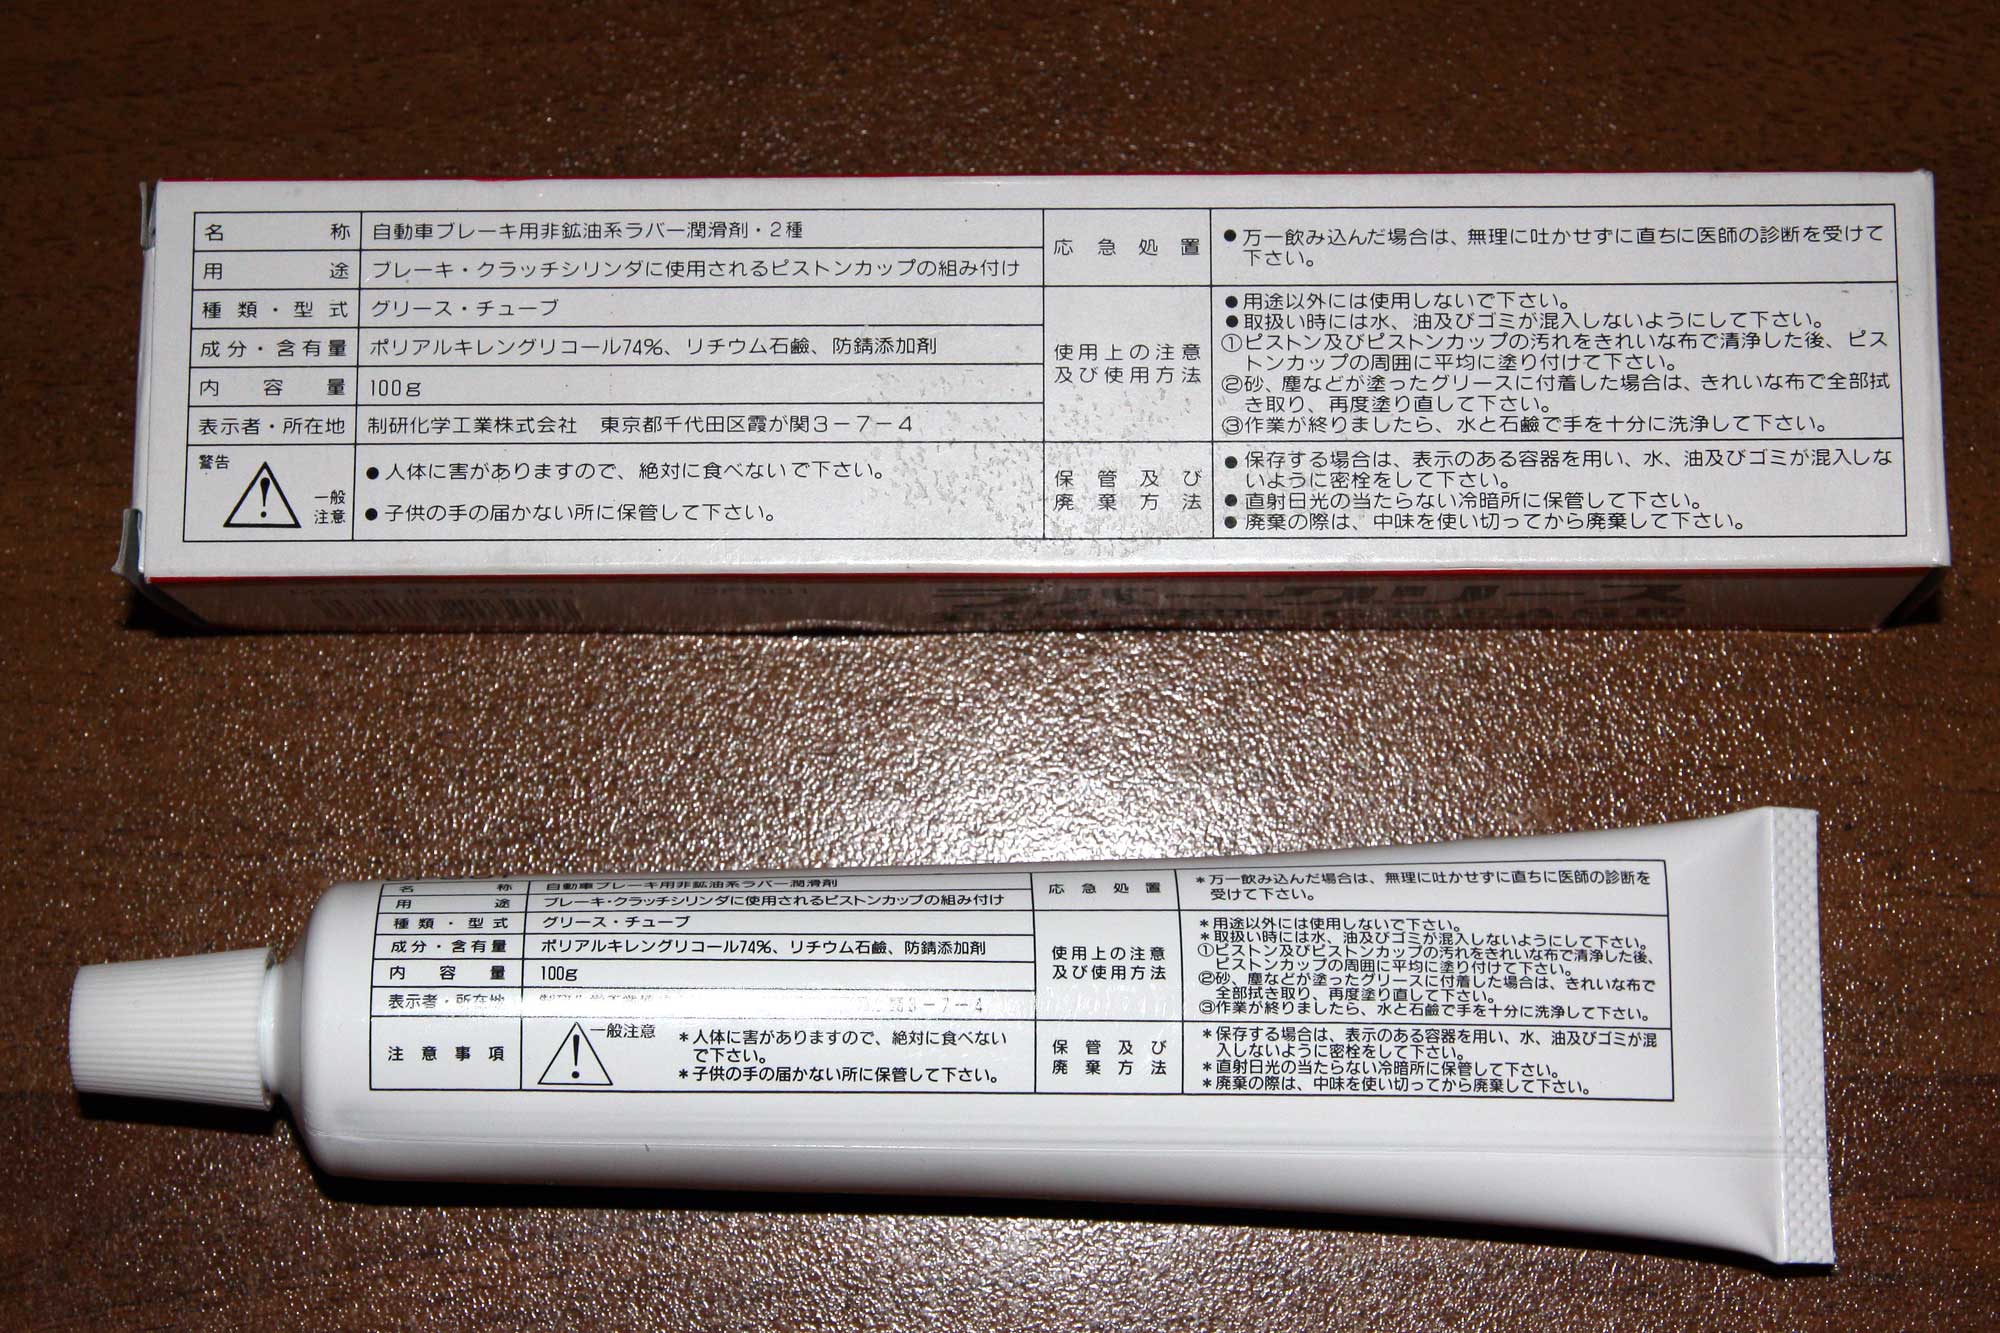 名称 自動車ブレーキ用非鉱油系ラバー潤滑剤・2種
用途 ブレーキ・クラッチシリンダに使用されるピストンカップの組み付け
種類・型式 グリース・チューブ
成分・含有量 ポリアルキレングリコール74%、リチウム石鹸、防錆添加剤
内容量 100g
表示者・所在地 制研化学工業株式会社 東京都千代田区霞が関3-7-4
警告
一般
注意
●人体に害がありますので、絶対に食べないで下さい。
●子供の手の届かない所に保管して下さい。
応急処置
●万一飲み込んだ場合は、無理に吐かせずに直ちに医師の診断を受けて
下さい。
使用上の注意
及び使用方法
●用途以外には使用しないで下さい。
●取扱い時には水、油及びゴミが混入しないようにして下さい。
①ピストン及びピストンカップの汚れをきれいな布で清浄した後、ピス
トンカップの周囲に平均に塗り付けて下さい。
②砂、塵などが塗ったグリースに付着した場合は、きれいな布で全部拭
き取り、再度塗り直して下さい。
③作業が終りましたら、水と石鹸で手を十分に洗浄して下さい。
保管及び
廃棄方法
●保存する場合は、表示のある容器を用い、水、油及びゴミが混入しな
いように密栓をして下さい。
●直射日光の当たらない冷暗所に保管して下さい。
●廃棄の際は、中味を使い切ってから廃棄して下さい。
MADE IN JAPAN
ラバーグリース
名称 自動車ブレーキ用非鉱油系ラバー潤滑剤
用途 ブレーキ・クラッチシリンダに使用されるピストンカップの組み付け
種類・型式 グリース・チューブ
成分・含有量 ポリアルキレングリコール74%、リチウム石鹸、防錆添加剤
内容量 100g
表示者・所在地 3-7-4
注意事項
一般注意
*人体に害がありますので、絶対に食べない
で下さい。
*子供の手の届かない所に保管して下さい。
応急処置
*万一飲み込んだ場合は、無理に吐かせずに直ちに医師の診断を
受けて下さい。
使用上の注意
及び使用方法
*用途以外には使用しないで下さい。
*取扱い時には水、油及びゴミが混入しないようにして下さい。
①ピストン及びピストンカップの汚れをきれいな布で清浄した後、
ピストンカップの周囲に平均に塗り付けて下さい。
②砂、塵などが塗ったグリースに付着した場合は、きれいな布で
全部拭き取り、再度塗り直して下さい。
③作業が終りましたら、水と石鹸で手を十分に洗浄して下さい。
保管及び
廃棄方法
*保存する場合は、表示のある容器を用い、水、油及びゴミが混
入しないように密栓をして下さい。
*直射日光の当たらない冷暗所に保管して下さい。
*廃棄の際は、中味を使い切ってから廃棄して下さい。